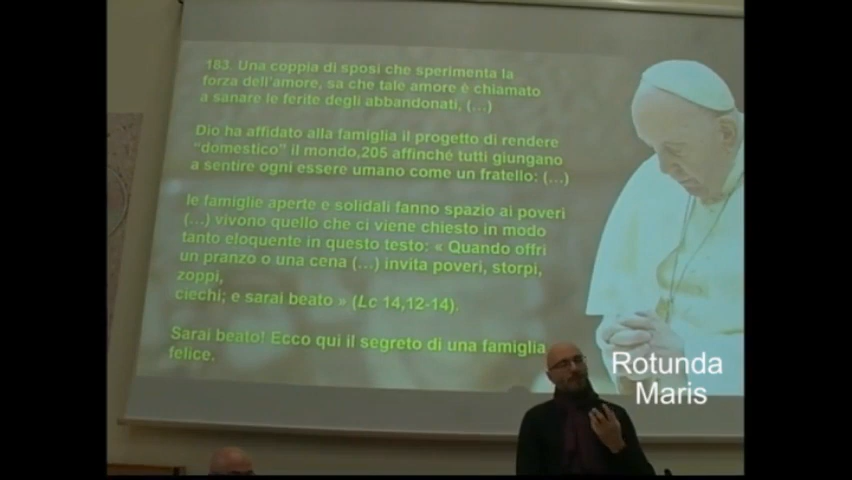 183. Una coppia di sposi che sperimenta la
forza dell'amore, sa che tale amore è chiamato
a sanare le ferite degli abbandonati, (…)
Dio ha affidato alla famiglia il progetto di rendere
“domestico” il mondo,205 affinché tutti giungano
a sentire ogni essere umano come un fratello: (…)
le famiglie aperte e solidali fanno spazio ai poveri
(…) vivono quello che ci viene chiesto in modo
tanto eloquente in questo testo: « Quando offri
un pranzo o una cena (…) invita poveri, storpi,
zoppi,
ciechi; e sarai beato » (Lc 14,12-14).
Sarai beato! Ecco qui il segreto di una famiglia
felice.
Rotunda
Maris